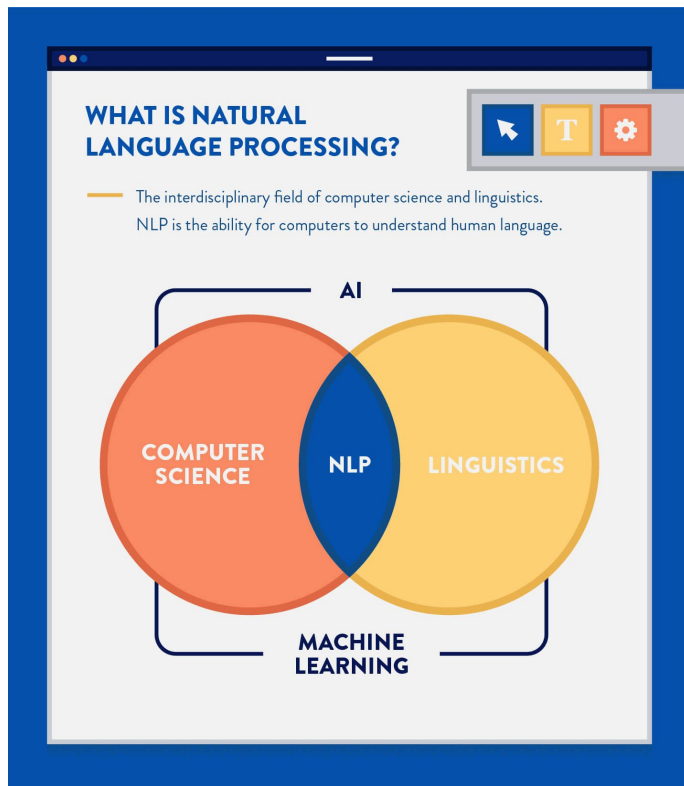 WHAT IS NATURAL
LANGUAGE PROCESSING?
T
The interdisciplinary field of computer science and linguistics.
NLP is the ability for computers to understand human language.
AI
COMPUTER
SCIENCE
NLP
LINGUISTICS
MACHINE
LEARNING